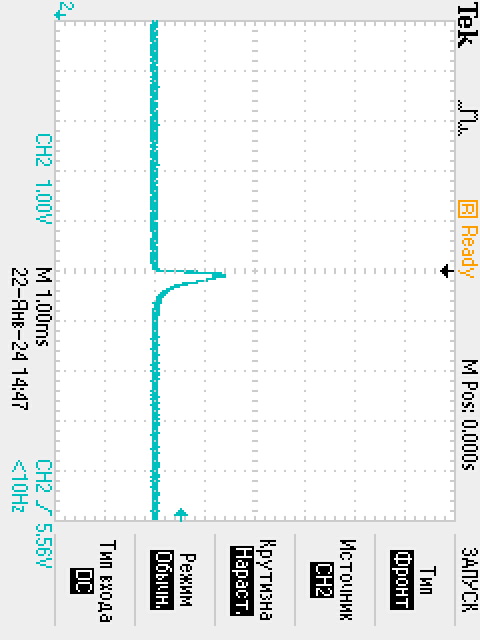 Tek R Ready M Pos: 0.000s ЗАПУСК
Тип
Фронт
Источник
CH2
Крутизна
Нараст
Режим
Обычн.
Тип входа
DC
2
CH2 1.00V M 1.00ms CH2 / 5.56V
22-Янв-24 14:47 <10Hz